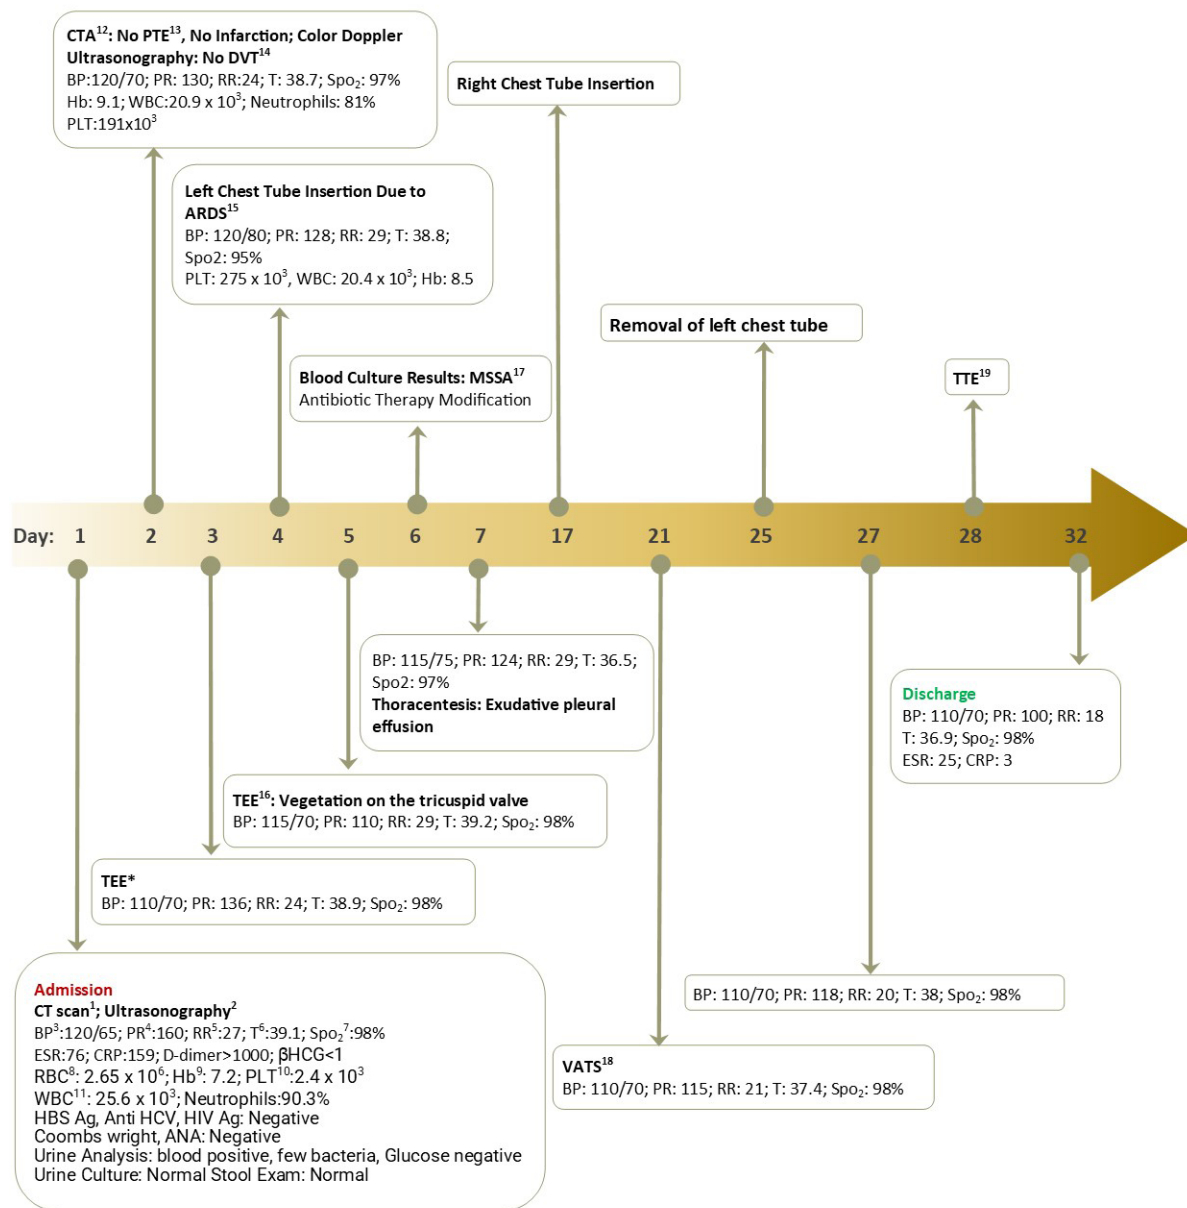 CTA¹²: No PTE¹³, No Infarction; Color Doppler
Ultrasonography: No DVT¹⁴
BP:120/70; PR: 130; RR:24; T: 38.7; Spo₂: 97%
Hb: 9.1; WBC:20.9 x 10³; Neutrophils: 81%
PLT:191x10³
Right Chest Tube Insertion
Left Chest Tube Insertion Due to
ARDS¹⁵
BP: 120/80; PR: 128; RR: 29; T: 38.8;
Spo2: 95%
PLT: 275 x 10³, WBC: 20.4 x 10³; Hb: 8.5
Removal of left chest tube
Blood Culture Results: MSSA¹⁷
Antibiotic Therapy Modification
TTE¹⁹
Day: 1 2 3 4 5 6 7 17 21 25 27 28 32
BP: 115/75; PR: 124; RR: 29; T: 36.5;
Spo2: 97%
Thoracentesis: Exudative pleural
effusion
Discharge
BP: 110/70; PR: 100; RR: 18
T: 36.9; Spo₂: 98%
ESR: 25; CRP: 3
TEE¹⁶: Vegetation on the tricuspid valve
BP: 115/70; PR: 110; RR: 29; T: 39.2; Spo₂: 98%
TEE*
BP: 110/70; PR: 136; RR: 24; T: 38.9; Spo₂: 98%
Admission
CT scan¹; Ultrasonography²
BP³:120/65; PR⁴:160; RR⁵:27; T⁶:39.1; Spo₂⁷:98%
ESR:76; CRP:159; D-dimer>1000; βHCG<1
RBC⁸: 2.65 x 10⁶; Hb⁹: 7.2; PLT¹⁰:2.4 x 10³
WBC¹¹: 25.6 x 10³; Neutrophils:90.3%
HBS Ag, Anti HCV, HIV Ag: Negative
Coombs wright, ANA: Negative
Urine Analysis: blood positive, few bacteria, Glucose negative
Urine Culture: Normal Stool Exam: Normal
BP: 110/70; PR: 118; RR: 20; T: 38; Spo₂: 98%
VATS¹⁸
BP: 110/70; PR: 115; RR: 21; T: 37.4; Spo₂: 98%